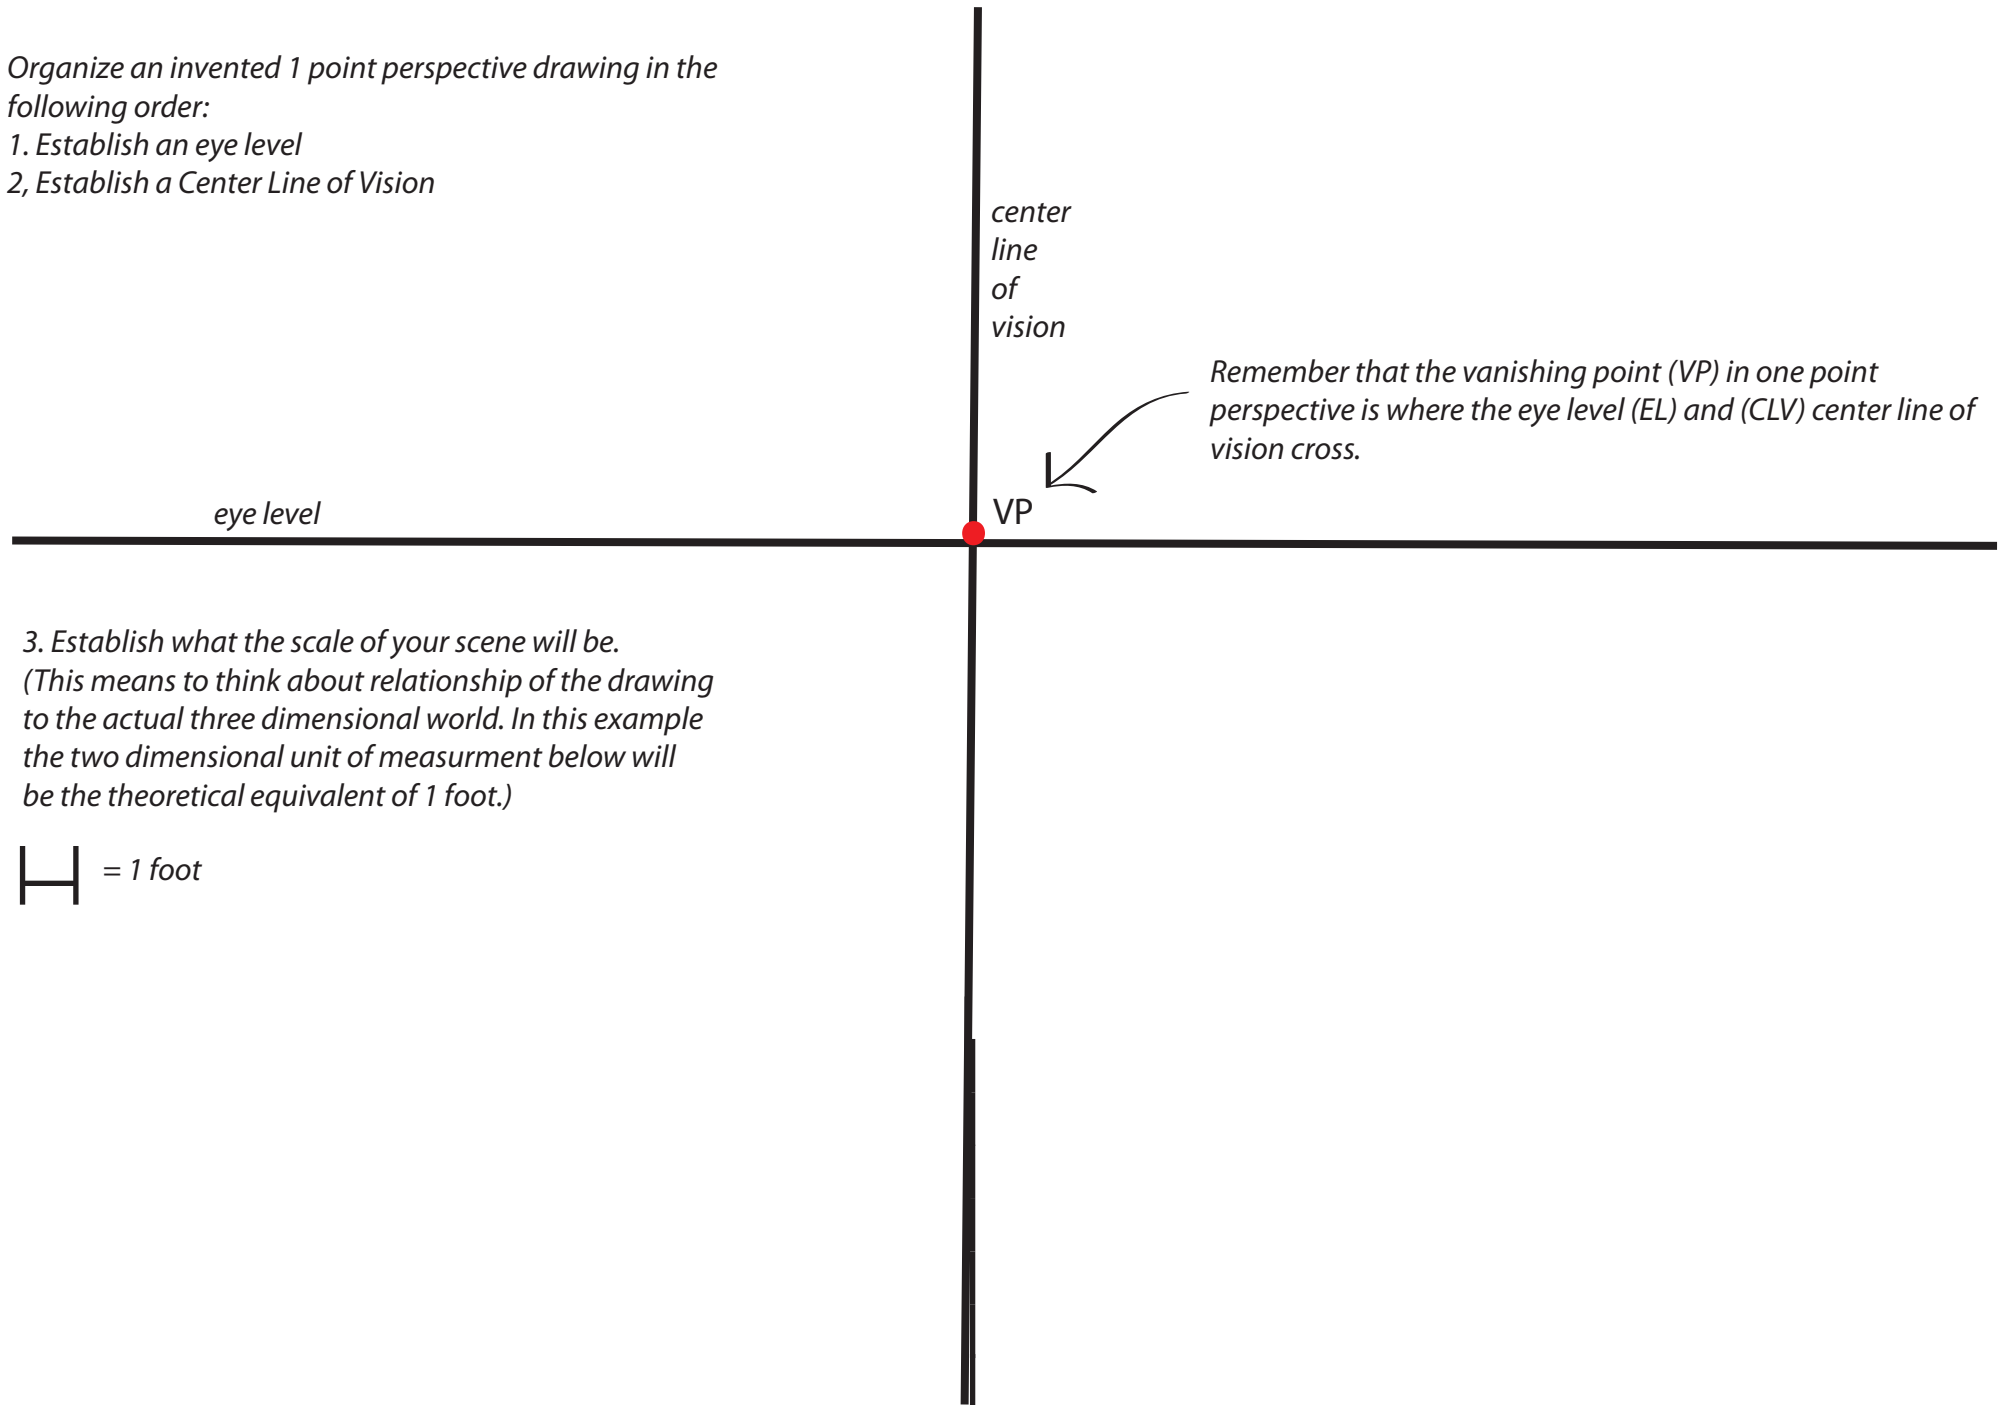 Organize an invented 1 point perspective drawing in the
following order:
1. Establish an eye level
2, Establish a Center Line of Vision
center
line
of
vision
Remember that the vanishing point (VP) in one point
perspective is where the eye level (EL) and (CLV) center line of
vision cross.
eye level
VP
3. Establish what the scale of your scene will be.
(This means to think about relationship of the drawing
to the actual three dimensional world. In this example
the two dimensional unit of measurment below will
be the theoretical equivalent of 1 foot.)
= 1 foot